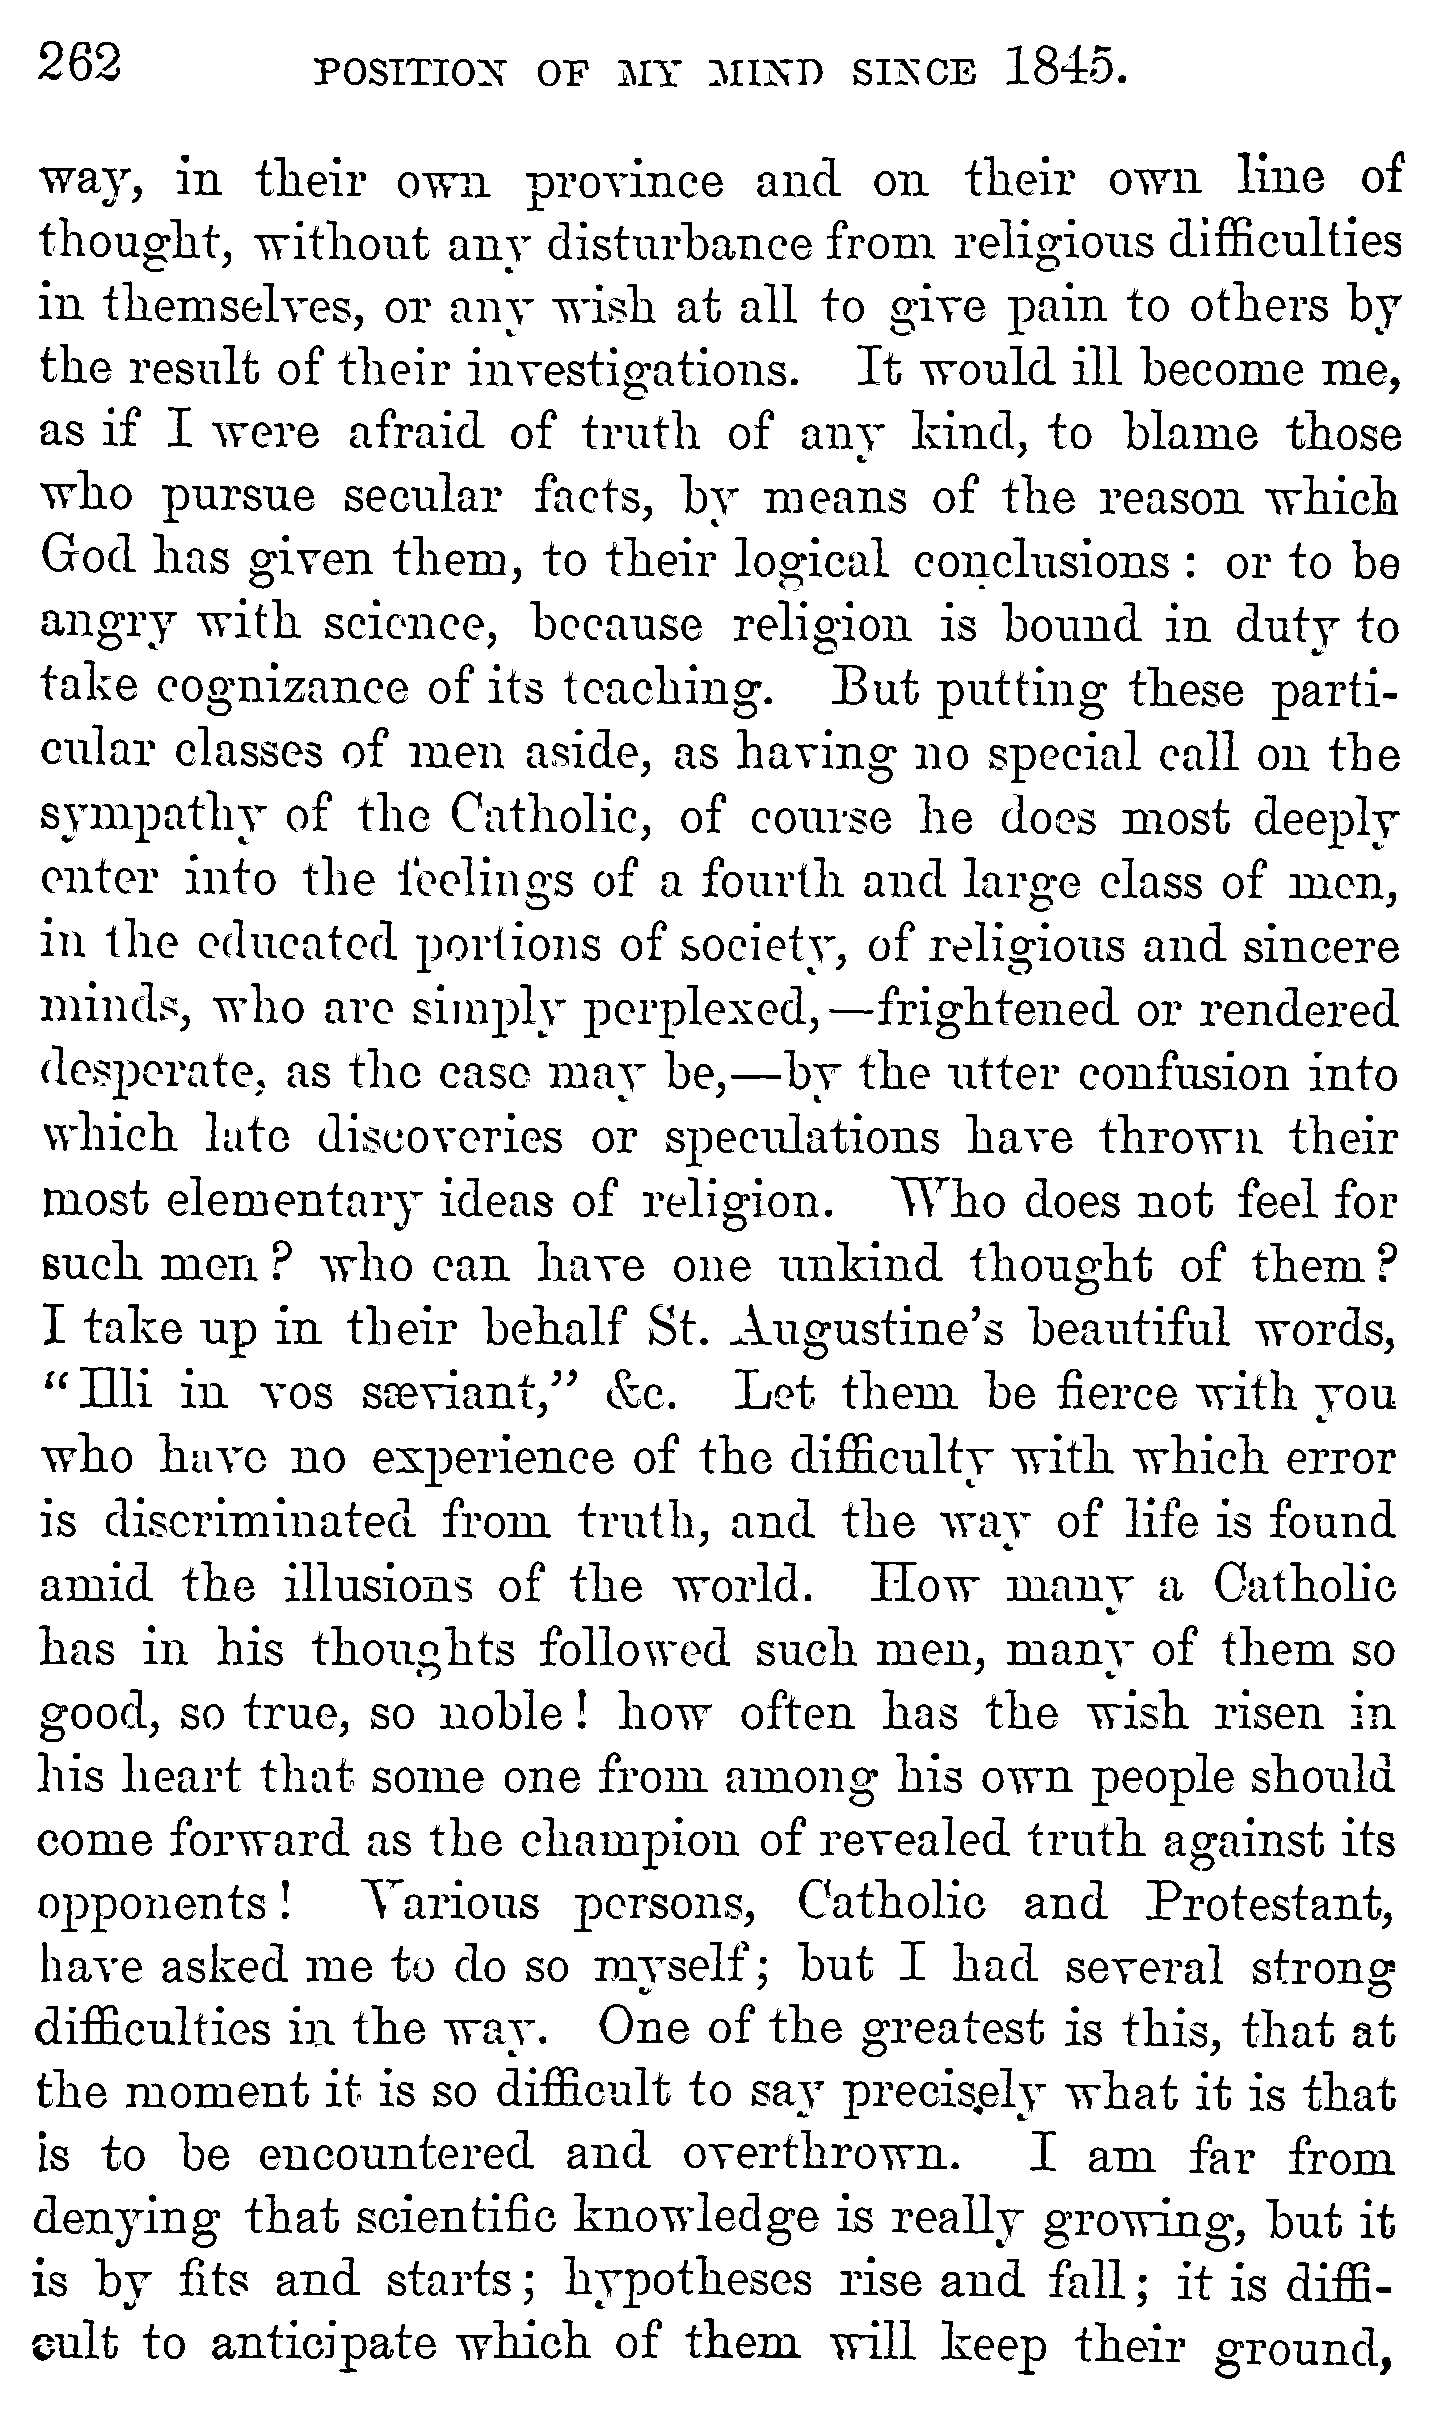 262 POSITION OF MY MIND SINCE 1845.
way, in their own province and on their own line of
thought, without any disturbance from religious difficulties
in themselves, or any wish at all to give pain to others by
the result of their investigations. It would ill become me,
as if I were afraid of truth of any kind, to blame those
who pursue secular facts, by means of the reason which
God has given them, to their logical conclusions : or to be
angry with science, because religion is bound in duty to
take cognizance of its teaching. But putting these parti-
cular classes of men aside, as having no special call on the
sympathy of the Catholic, of course he does most deeply
enter into the feelings of a fourth and large class of men,
in the educated portions of society, of religious and sincere
minds, who are simply perplexed,—frightened or rendered
desperate, as the case may be,—by the utter confusion into
which late discoveries or speculations have thrown their
most elementary ideas of religion. Who does not feel for
such men? who can have one unkind thought of them?
I take up in their behalf St. Augustine's beautiful words,
"Illi in vos sæviant," &c. Let them be fierce with you
who have no experience of the difficulty with which error
is discriminated from truth, and the way of life is found
amid the illusions of the world. How many a Catholic
has in his thoughts followed such men, many of them so
good, so true, so noble! how often has the wish risen in
his heart that some one from among his own people should
come forward as the champion of revealed truth against its
opponents! Various persons, Catholic and Protestant,
have asked me to do so myself; but I had several strong
difficulties in the way. One of the greatest is this, that at
the moment it is so difficult to say precisely what it is that
is to be encountered and overthrown. I am far from
denying that scientific knowledge is really growing, but it
is by fits and starts; hypotheses rise and fall; it is diffi-
cult to anticipate which of them will keep their ground,